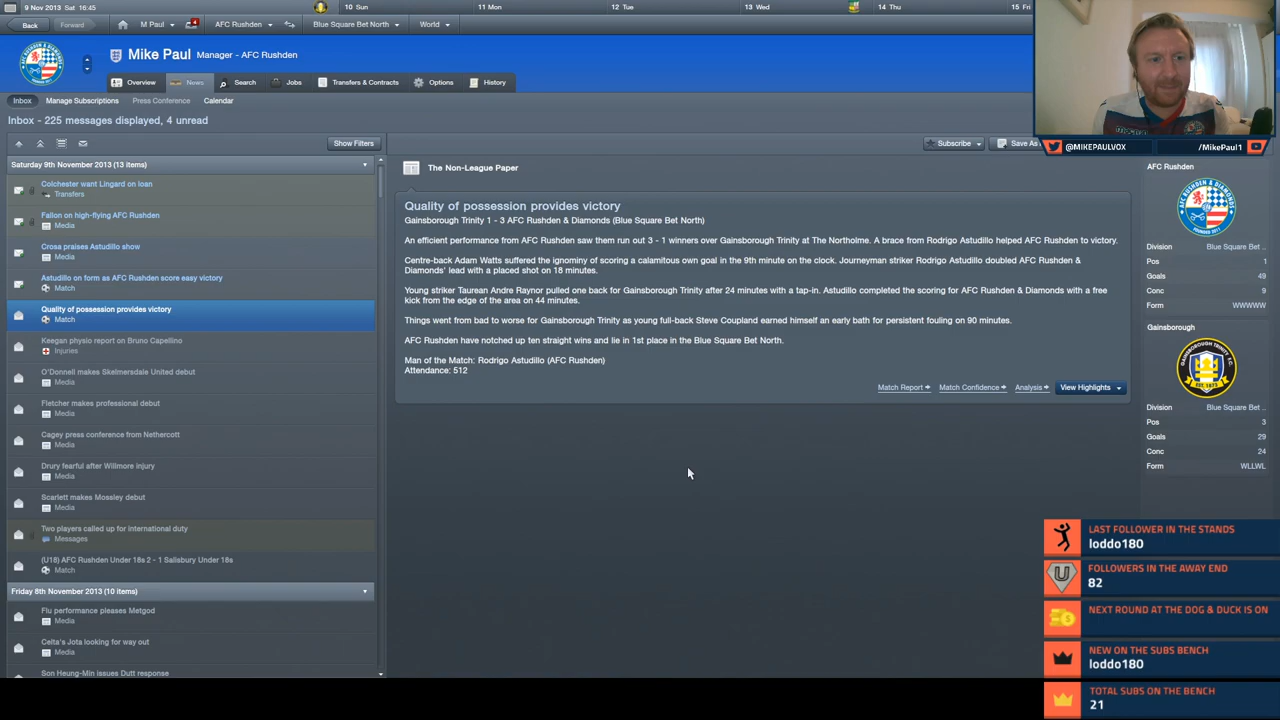 9 Nov 2013 Sat 16:45
10 Sun
11 Mon
12 Tue
13 Wed
14 Thu
15 Fri
Back
Forward
M Paul
AFC Rushden
Blue Square Bet North
World
Mike Paul Manager - AFC Rushden
Overview
News
Search
Jobs
Transfers & Contracts
Options
History
Inbox
Manage Subscriptions
Press Conference
Calendar
Inbox - 225 messages displayed, 4 unread
Show Filters
Subscribe
Save As
@MIKEPAULVOX
/MikePaul1
Saturday 9th November 2013 (13 items)
Colchester want Lingard on loan
Transfers
Fallon on high-flying AFC Rushden
Media
Crosa praises Astudillo show
Media
Astudillo on form as AFC Rushden score easy victory
Match
Quality of possession provides victory
Match
Keegan physio report on Bruno Capellino
Injuries
O'Donnell makes Skelmersdale United debut
Media
Fletcher makes professional debut
Media
Cagey press conference from Nethercott
Media
Drury fearful after Willmore injury
Media
Scarlett makes Mossley debut
Media
Two players called up for international duty
Messages
(U18) AFC Rushden Under 18s 2 - 1 Salisbury Under 18s
Match
Friday 8th November 2013 (10 items)
Flu performance pleases Metgod
Media
Celta's Jota looking for way out
Media
Son Heung-Min issues Dutt response
The Non-League Paper
Quality of possession provides victory
Gainsborough Trinity 1 - 3 AFC Rushden & Diamonds (Blue Square Bet North)
An efficient performance from AFC Rushden saw them run out 3 - 1 winners over Gainsborough Trinity at The Northolme. A brace from Rodrigo Astudillo helped AFC Rushden to victory.
Centre-back Adam Watts suffered the ignominy of scoring a calamitous own goal in the 9th minute on the clock. Journeyman striker Rodrigo Astudillo doubled AFC Rushden &
Diamonds' lead with a placed shot on 18 minutes.
Young striker Taurean Andre Raynor pulled one back for Gainsborough Trinity after 24 minutes with a tap-in. Astudillo completed the scoring for AFC Rushden & Diamonds with a free
kick from the edge of the area on 44 minutes.
Things went from bad to worse for Gainsborough Trinity as young full-back Steve Coupland earned himself an early bath for persistent fouling on 90 minutes.
AFC Rushden have notched up ten straight wins and lie in 1st place in the Blue Square Bet North.
Man of the Match: Rodrigo Astudillo (AFC Rushden)
Attendance: 512
Match Report
Match Confidence
Analysis
View Highlights
AFC Rushden
Division Blue Square Bet ..
Pos 1
Goals 49
Conc 9
Form WWWWW
Gainsborough
Division Blue Square Bet ..
Pos 3
Goals 29
Conc 24
Form WLLWL
LAST FOLLOWER IN THE STANDS
loddo180
FOLLOWERS IN THE AWAY END
82
NEXT ROUND AT THE DOG & DUCK IS ON
NEW ON THE SUBS BENCH
loddo180
TOTAL SUBS ON THE BENCH
21